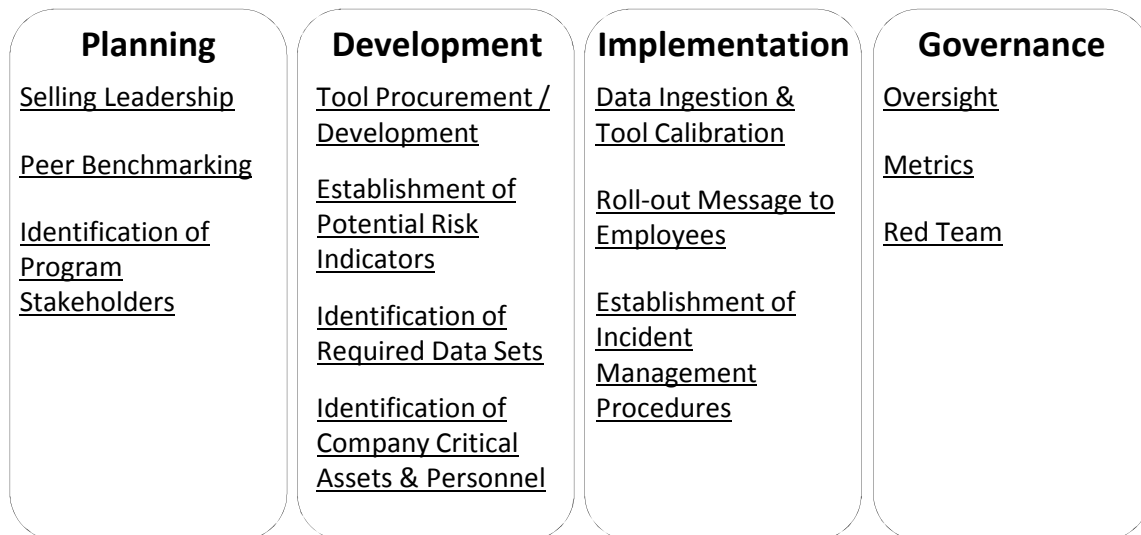 Planning
Selling Leadership
Peer Benchmarking
Identification of
Program
Stakeholders
Development
Tool Procurement /
Development
Establishment of
Potential Risk
Indicators
Identification of
Required Data Sets
Identification of
Company Critical
Assets & Personnel
Implementation
Data Ingestion &
Tool Calibration
Roll-out Message to
Employees
Establishment of
Incident
Management
Procedures
Governance
Oversight
Metrics
Red Team